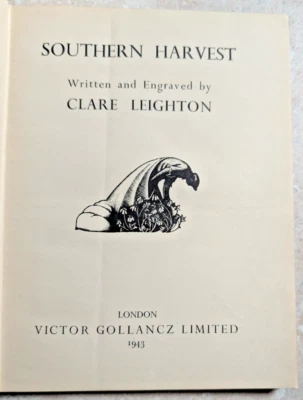 SOUTHERN HARVEST
Written and Engraved by
CLARE LEIGHTON
LONDON
VICTOR GOLLANCZ LIMITED
1943